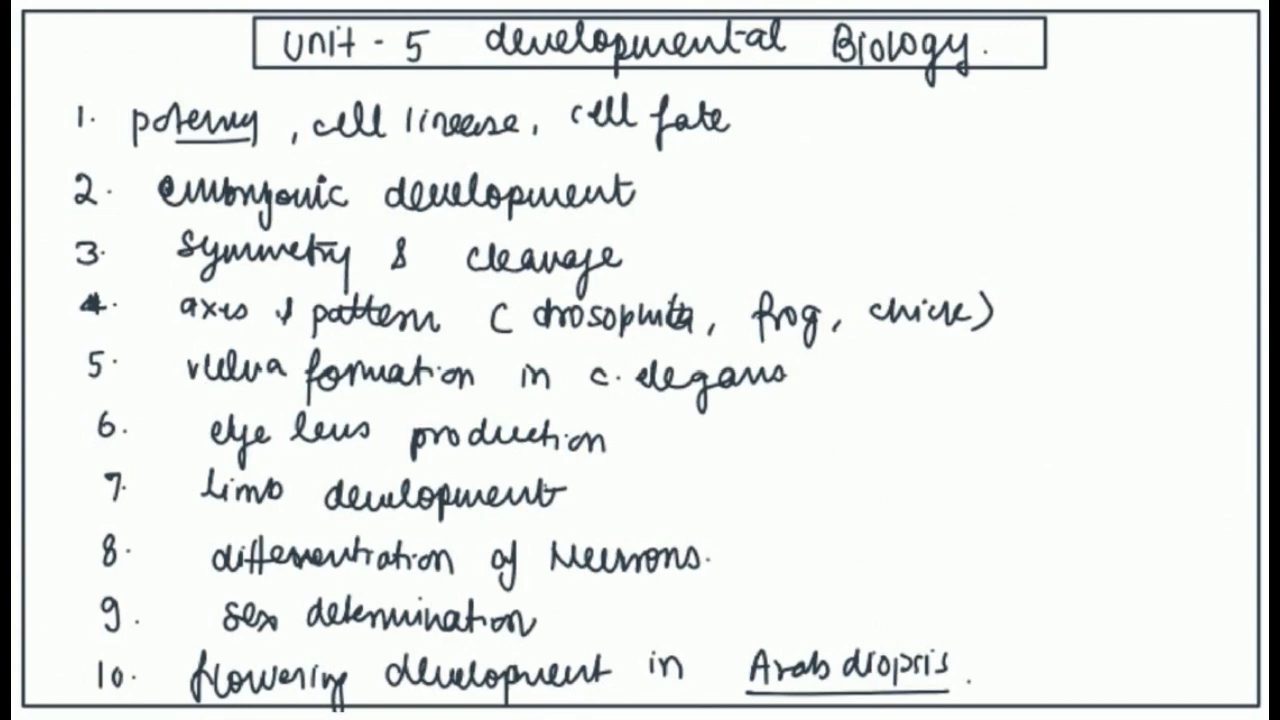 Unit - 5 developmental Biology.
1. potency, cell lineese, cell fate
2. embryonic development
3. symmetry & cleavage
4. axis & pattern (drosophila, frog, chick)
5. vulva formation in c. elegans
6. eye lens production
7. limb development
8. differentiation of Neurons.
9. sex determination
10. flowering development in Arabdiopsis.